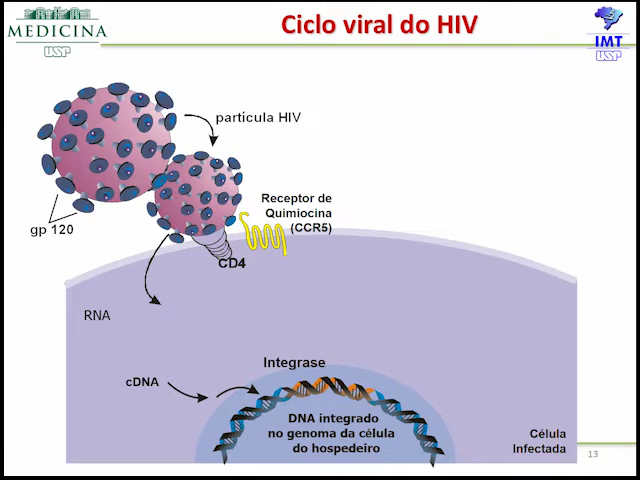 MEDICINA
USP
Ciclo viral do HIV
IMT
USP
partícula HIV
gp 120
Receptor de
Quimiocina
(CCR5)
CD4
RNA
Integrase
cDNA
DNA integrado
no genoma da célula
do hospedeiro
Célula
Infectada
13